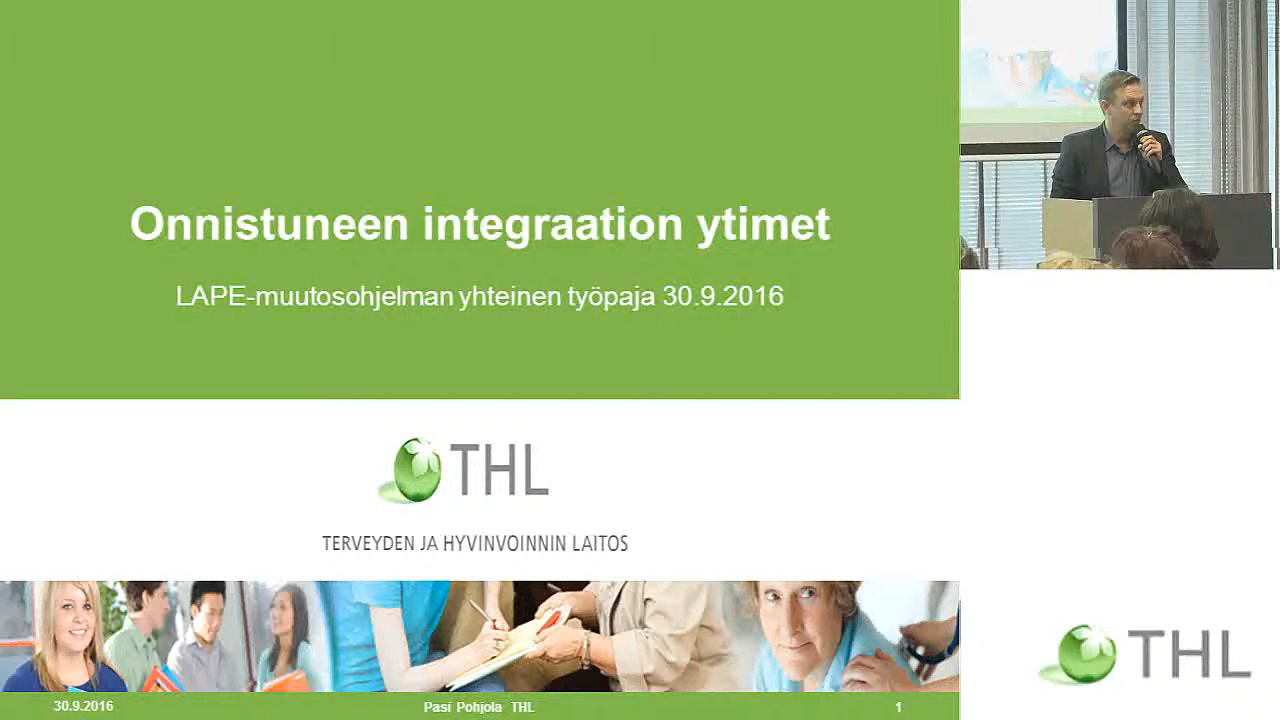 Onnistuneen integraation ytimet
LAPE-muutosohjelman yhteinen työpaja 30.9.2016
THL
TERVEYDEN JA HYVINVOINNIN LAITOS
30.9.2016
Pasi Pohjola THL
1
THL